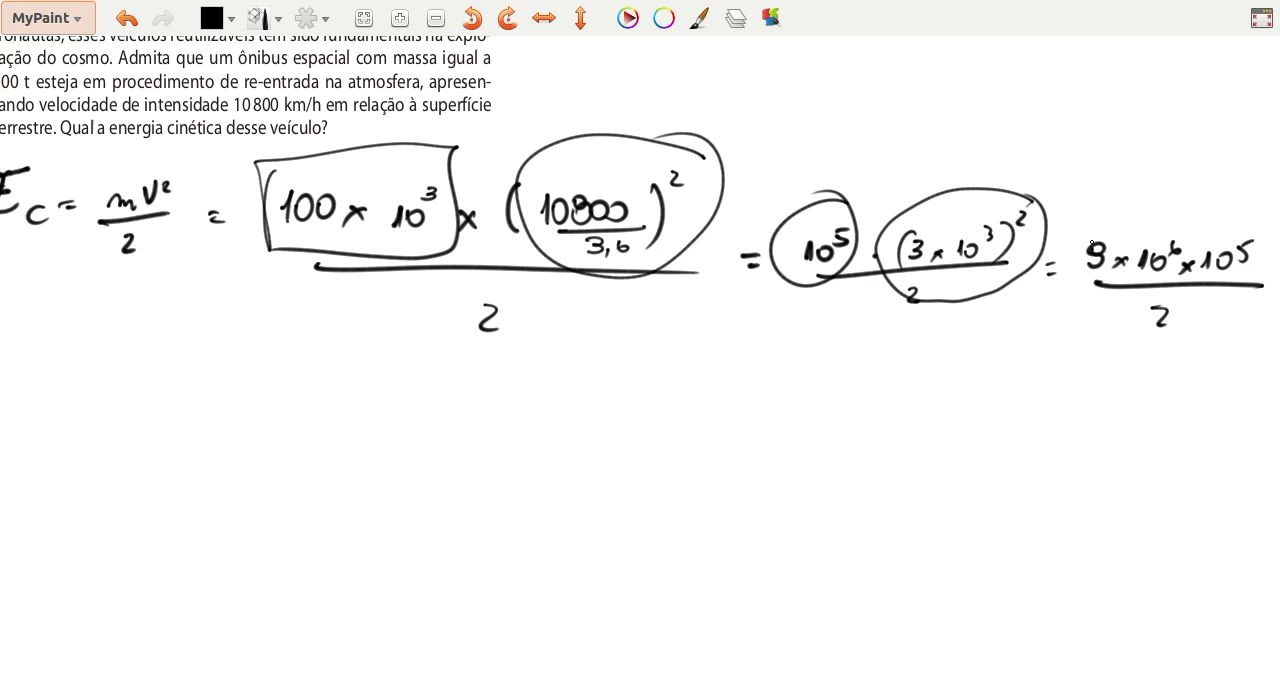 MyPaint
ronautas, esses veículos reutilizáveis têm sido fundamentais na explo-
ação do cosmo. Admita que um ônibus espacial com massa igual a
00 t esteja em procedimento de re-entrada na atmosfera, apresen-
ando velocidade de intensidade 10 800 km/h em relação à superfície
errestre. Qual a energia cinética desse veículo?
Ec = mv²/2 = (100 × 10³ × (10800/3,6)²)/2 = (10⁵ · (3 × 10³)²)/2 = (9 × 10⁶ × 10⁵)/2